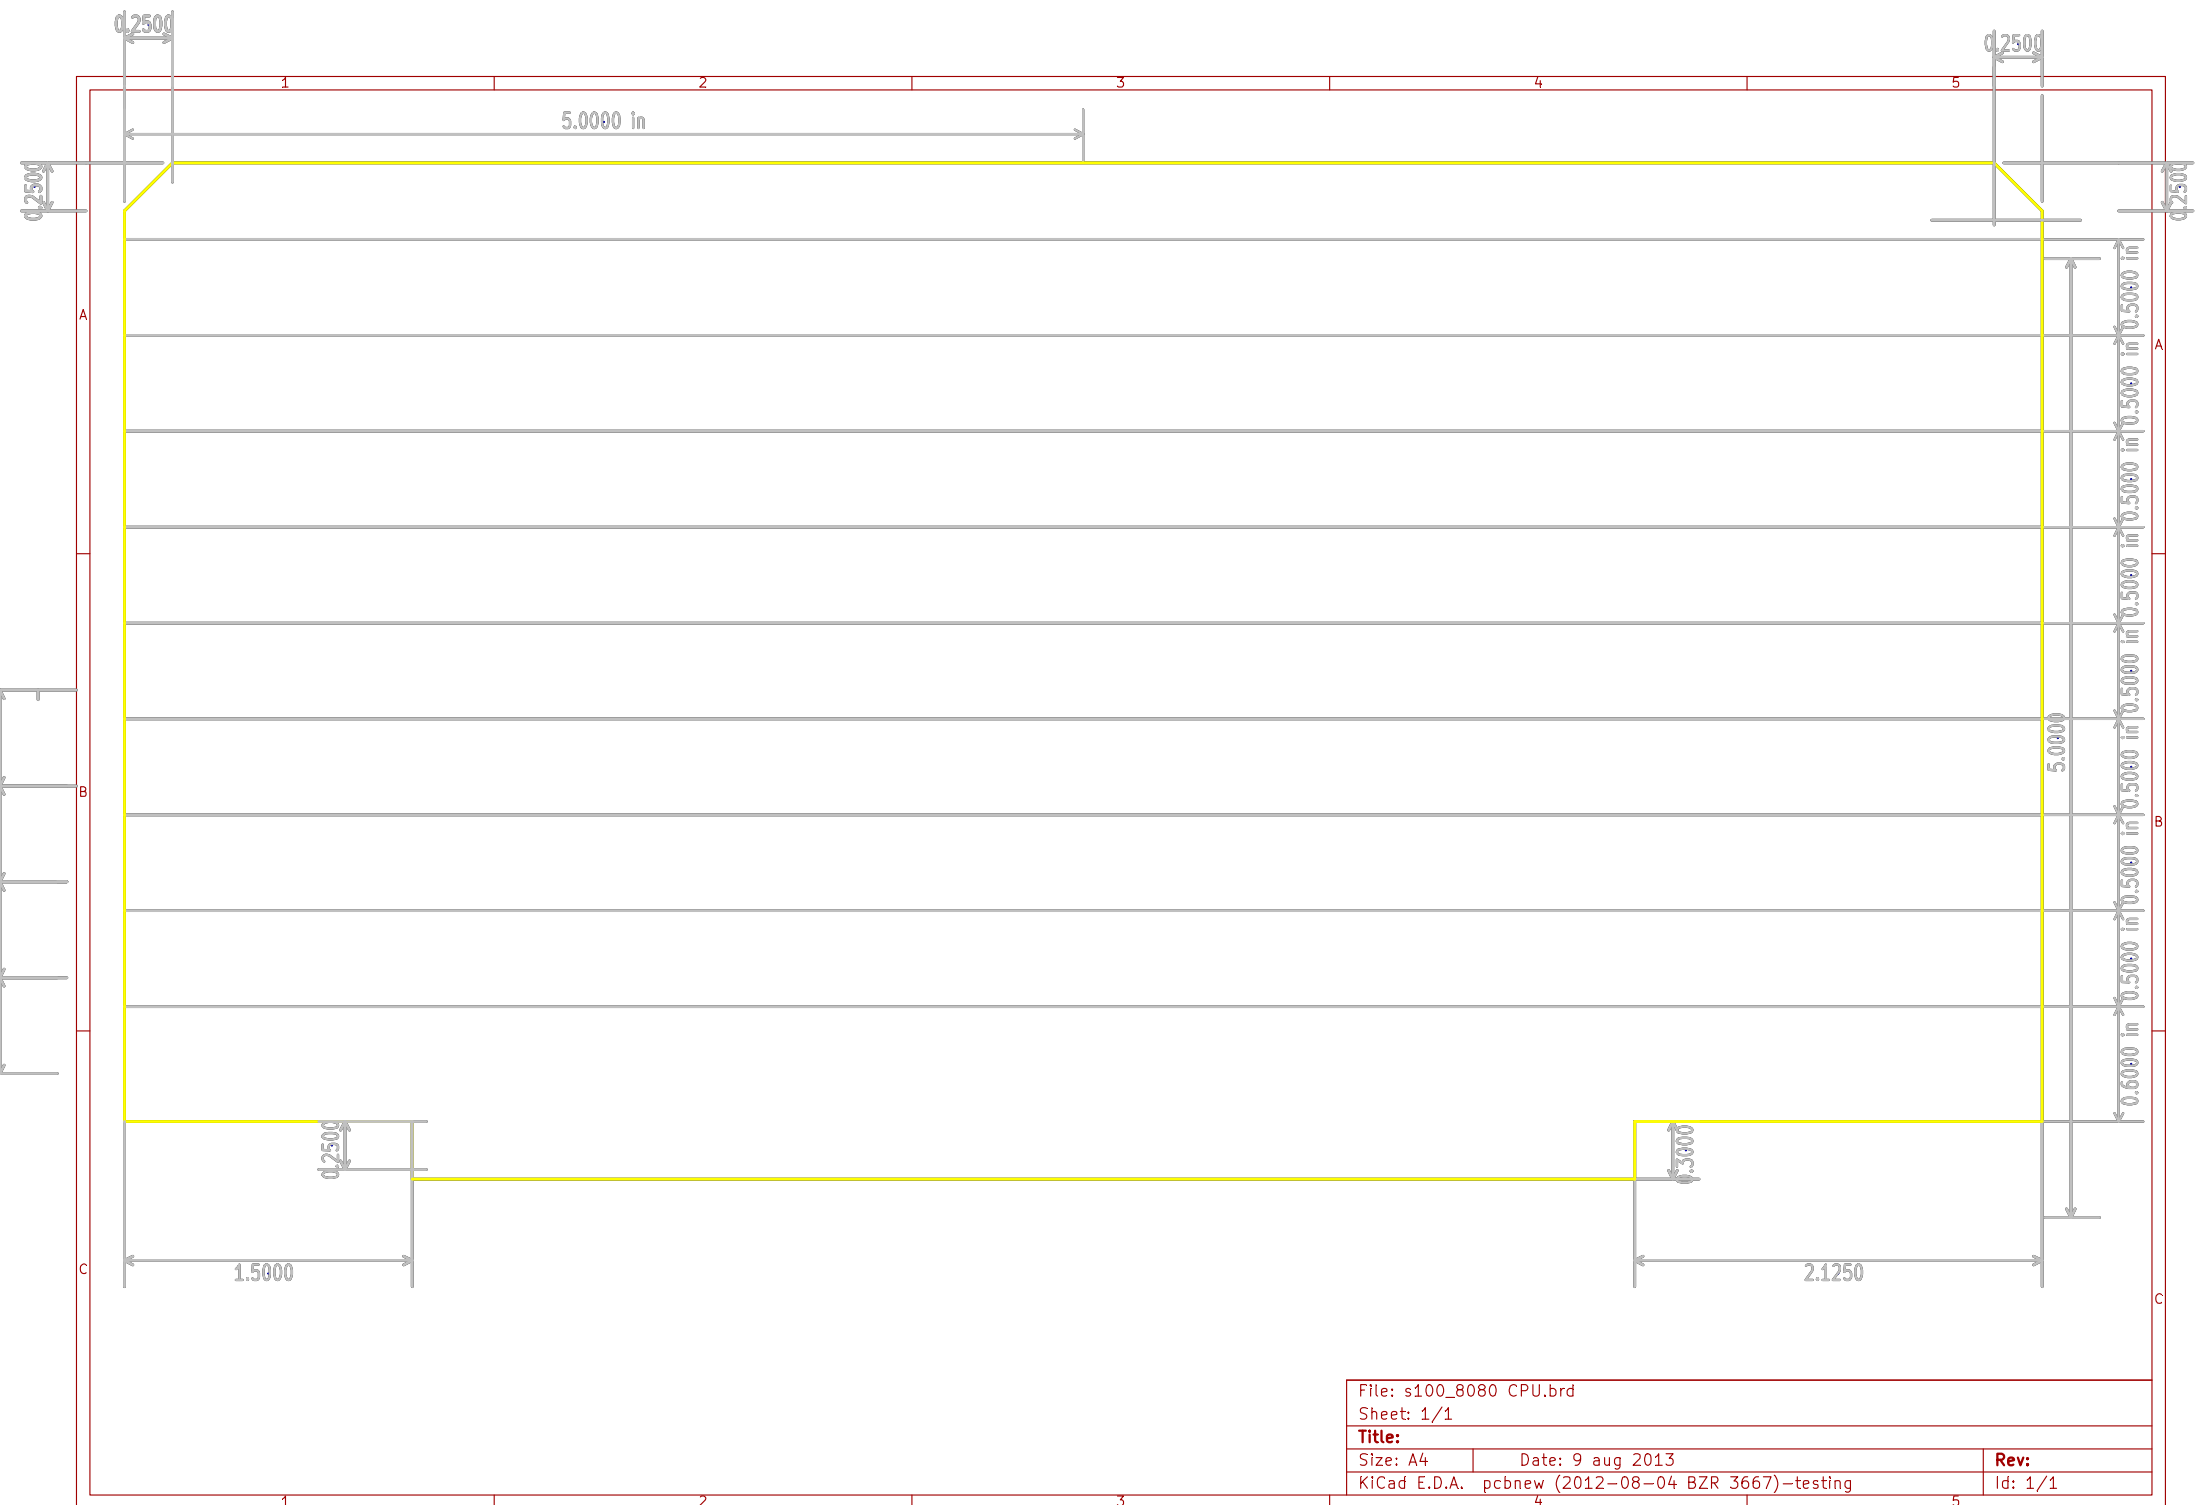 0.2500
0.2500
1 2 3 4 5
5.0000 in
0.2500
0.2500
0.5000 in
A
A
0.5000 in
0.5000 in
0.5000 in
0.5000 in
5.0000
0.5000 in
B
B
0.5000 in
0.5000 in
0.6000 in
0.2500
0.3000
1.5000
2.1250
C
C
File: s100_8080 CPU.brd
Sheet: 1/1
Title:
Size: A4 Date: 9 aug 2013 Rev:
KiCad E.D.A. pcbnew (2012-08-04 BZR 3667)-testing Id: 1/1
1 2 3 4 5